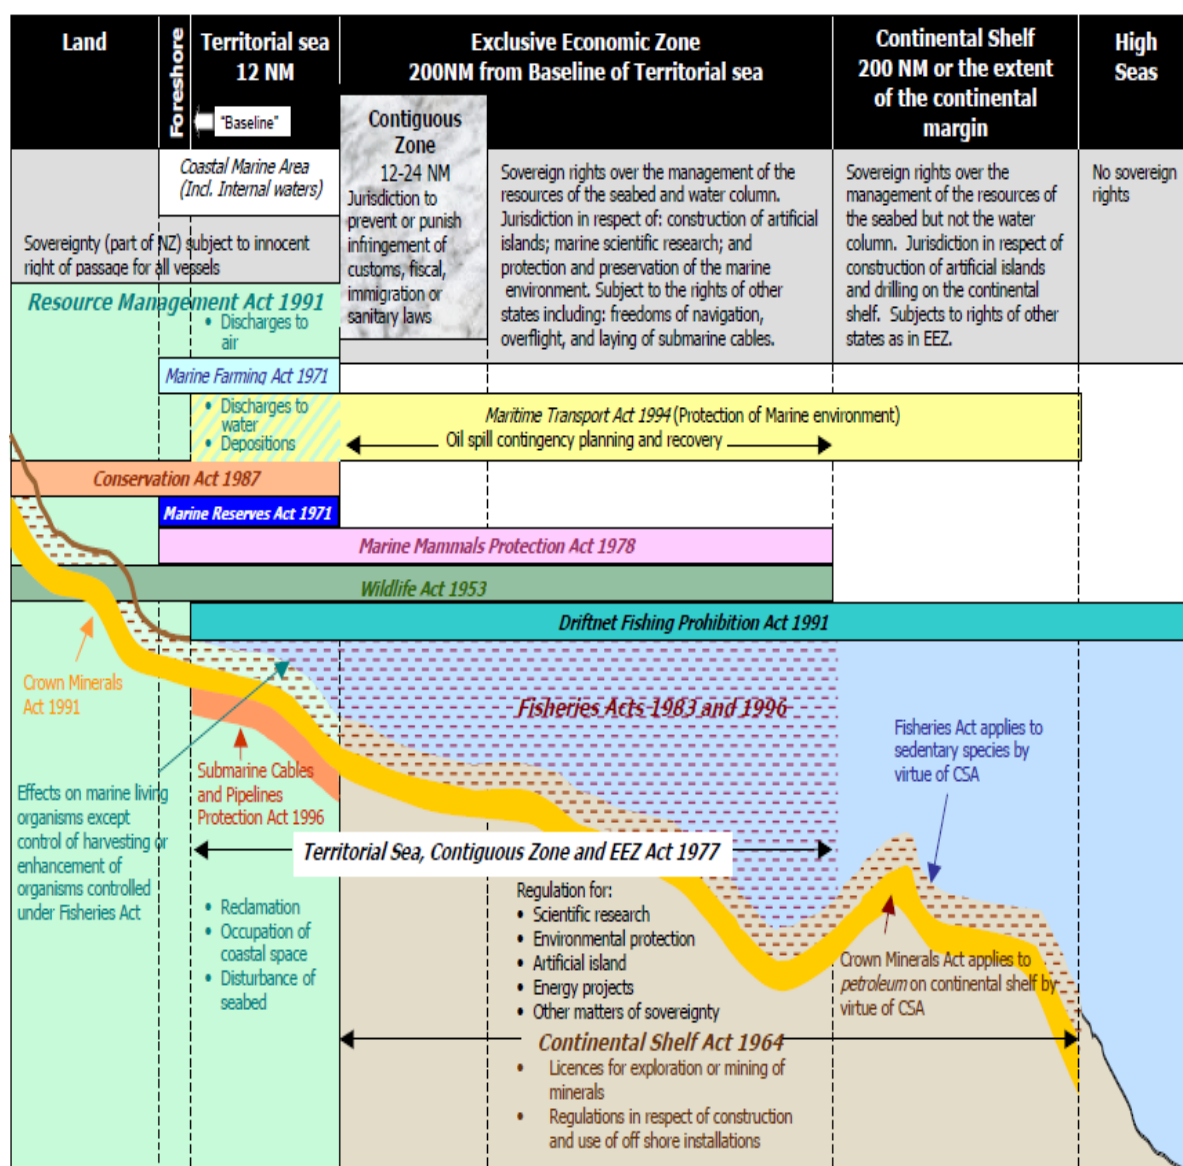 Land
Foreshore
Territorial sea
12 NM
"Baseline"
Exclusive Economic Zone
200NM from Baseline of Territorial sea
Continental Shelf
200 NM or the extent
of the continental
margin
High
Seas
Coastal Marine Area
(Incl. Internal waters)
Sovereignty (part of NZ) subject to innocent
right of passage for all vessels
Contiguous
Zone
12-24 NM
Jurisdiction to
prevent or punish
infringement of
customs, fiscal,
immigration or
sanitary laws
Sovereign rights over the management of the
resources of the seabed and water column.
Jurisdiction in respect of: construction of artificial
islands; marine scientific research; and
protection and preservation of the marine
environment. Subject to the rights of other
states including: freedoms of navigation,
overflight, and laying of submarine cables.
Sovereign rights over the
management of the resources of
the seabed but not the water
column. Jurisdiction in respect of
construction of artificial islands
and drilling on the continental
shelf. Subjects to rights of other
states as in EEZ.
No sovereign
rights
Resource Management Act 1991
• Discharges to
air
Marine Farming Act 1971
• Discharges to
water
• Depositions
Maritime Transport Act 1994 (Protection of Marine environment)
Oil spill contingency planning and recovery
Conservation Act 1987
Marine Reserves Act 1971
Marine Mammals Protection Act 1978
Wildlife Act 1953
Driftnet Fishing Prohibition Act 1991
Crown Minerals
Act 1991
Fisheries Acts 1983 and 1996
Fisheries Act applies to
sedentary species by
virtue of CSA
Submarine Cables
and Pipelines
Protection Act 1996
Effects on marine living
organisms except
control of harvesting or
enhancement of
organisms controlled
under Fisheries Act
Territorial Sea, Contiguous Zone and EEZ Act 1977
• Reclamation
• Occupation of
coastal space
• Disturbance of
seabed
Regulation for:
• Scientific research
• Environmental protection
• Artificial island
• Energy projects
• Other matters of sovereignty
Crown Minerals Act applies to
petroleum on continental shelf by
virtue of CSA
Continental Shelf Act 1964
• Licences for exploration or mining of
minerals
• Regulations in respect of construction
and use of off shore installations